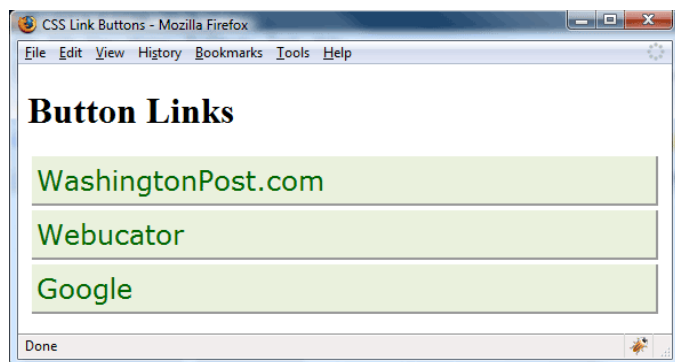 CSS Link Buttons - Mozilla Firefox
File Edit View History Bookmarks Tools Help
Button Links
WashingtonPost.com
Webucator
Google
Done